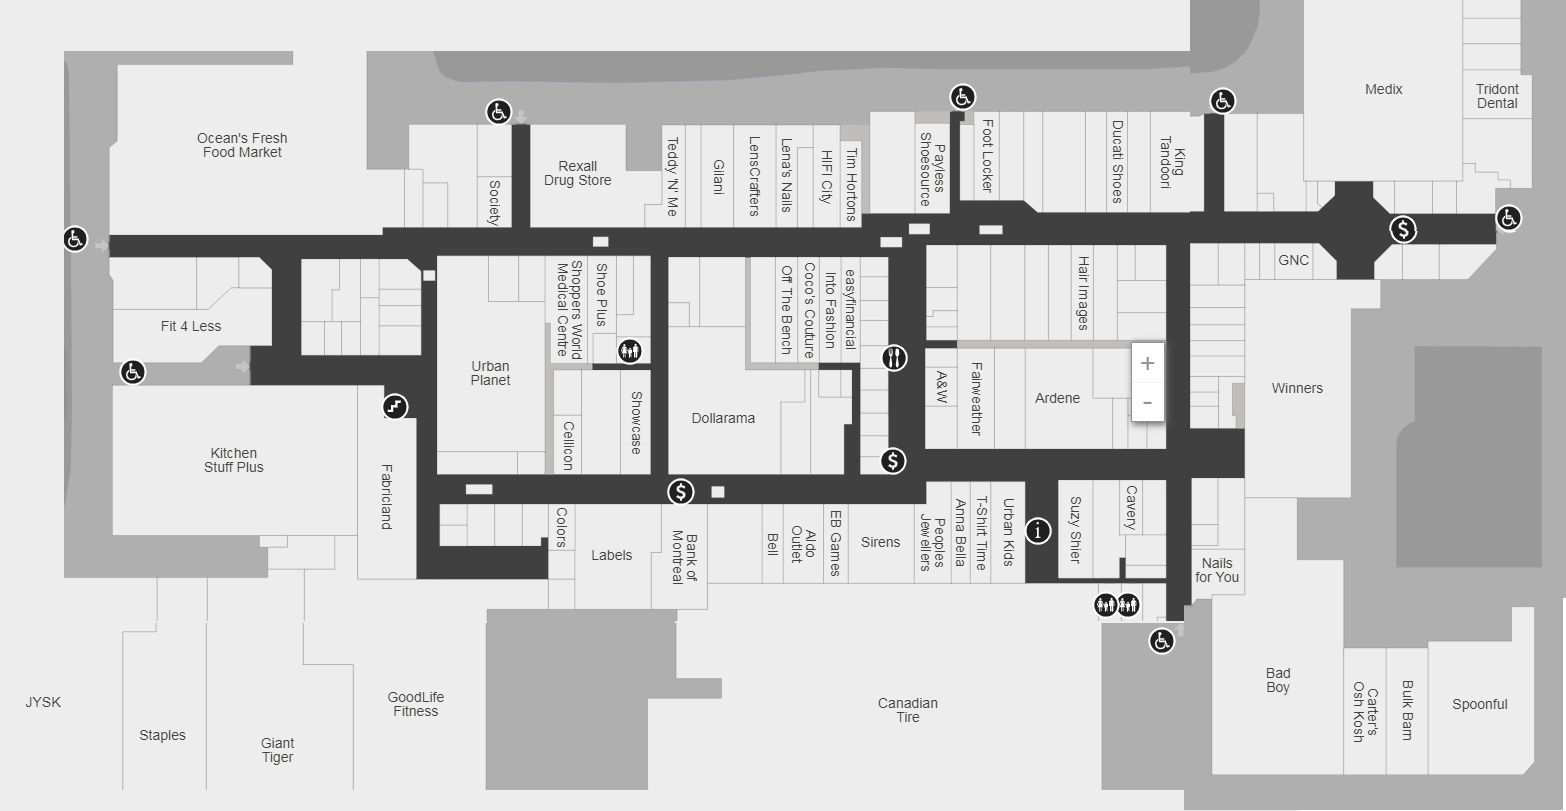 Medix
Tridont
Dental
Ocean's Fresh
Food Market
Rexall
Drug Store
Society
Teddy 'N' Me
Gilani
LensCrafters
Lena's Nails
HIFI City
Tim Hortons
Payless
Shoesource
Foot Locker
Ducati Shoes
King
Tandoori
$
GNC
Fit 4 Less
Urban
Planet
Shoppers World
Medical Centre
Shoe Plus
Off The Bench
Coco's Couture
Into Fashion
easyfinancial
Hair Images
+
-
A&W
Fairweather
Ardene
Winners
Dollarama
Cellicon
Showcase
Kitchen
Stuff Plus
Fabricland
$
$
Colors
Labels
Bank of
Montreal
Bell
Aldo
Outlet
EB Games
Sirens
Peoples
Jewellers
Anna Bella
T-Shirt Time
Urban Kids
i
Suzy Shier
Cavery
Nails
for You
JYSK
Staples
Giant
Tiger
GoodLife
Fitness
Canadian
Tire
Bad
Boy
Carter's
Osh Kosh
Bulk Barn
Spoonful